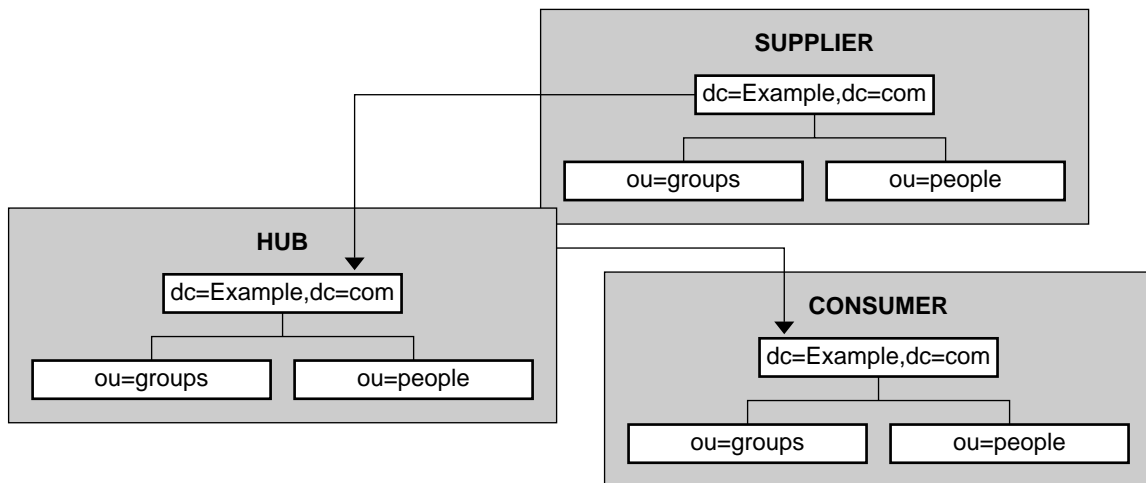 SUPPLIER
dc=Example,dc=com
ou=groups
ou=people
HUB
dc=Example,dc=com
ou=groups
ou=people
CONSUMER
dc=Example,dc=com
ou=groups
ou=people